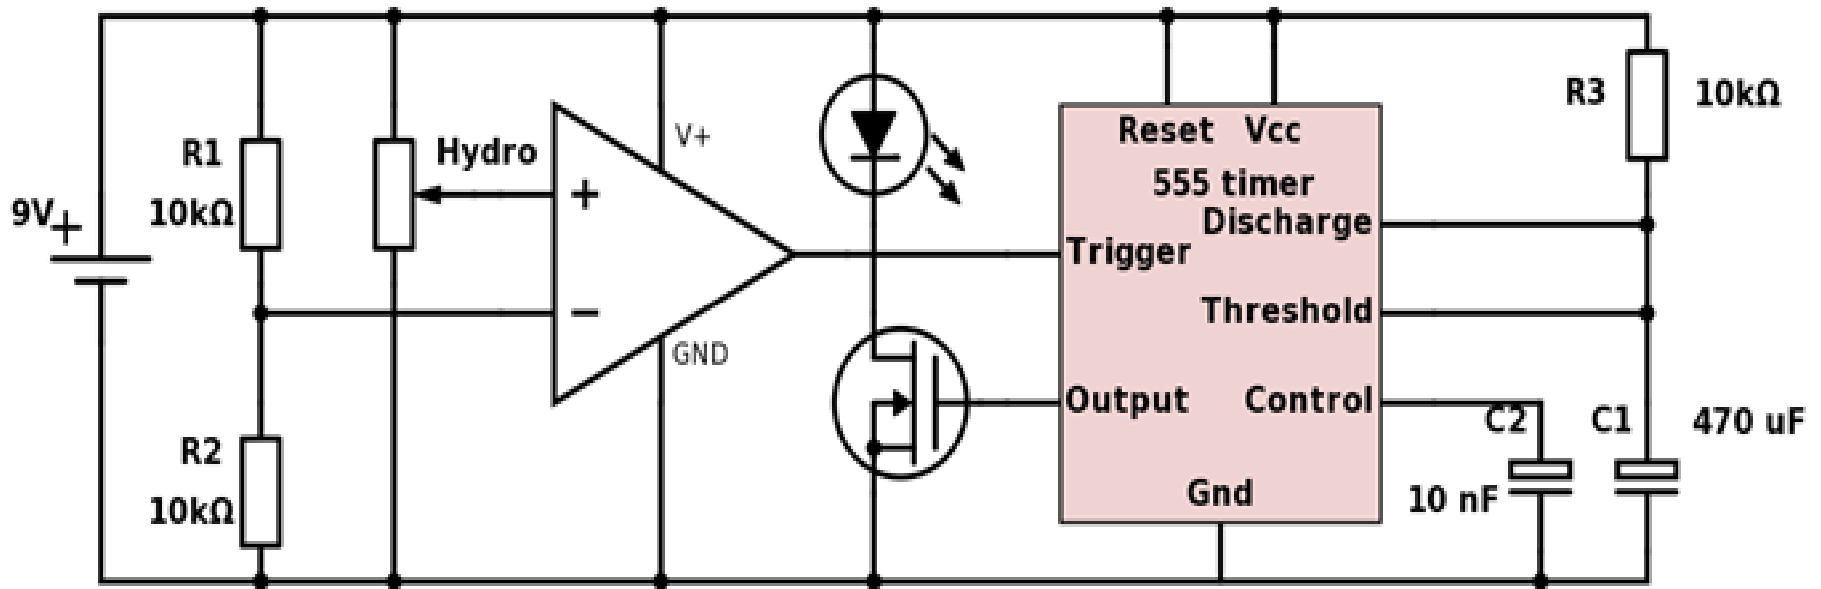 9V
+
R1
10kΩ
R2
10kΩ
Hydro
+
−
V+
GND
Reset Vcc
555 timer
Discharge
Trigger
Threshold
Output
Control
Gnd
R3
10kΩ
C2
10 nF
C1
470 uF